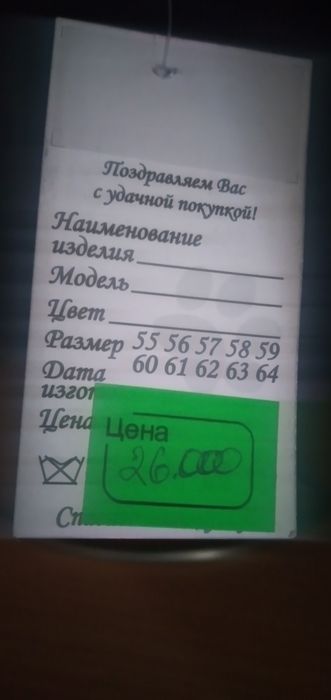 Поздравляем Вас
с удачной покупкой!
Наименование
изделия
Модель
Цвет
Размер 55 56 57 58 59
60 61 62 63 64
Дата
изгот
Цена
Цена
26.000